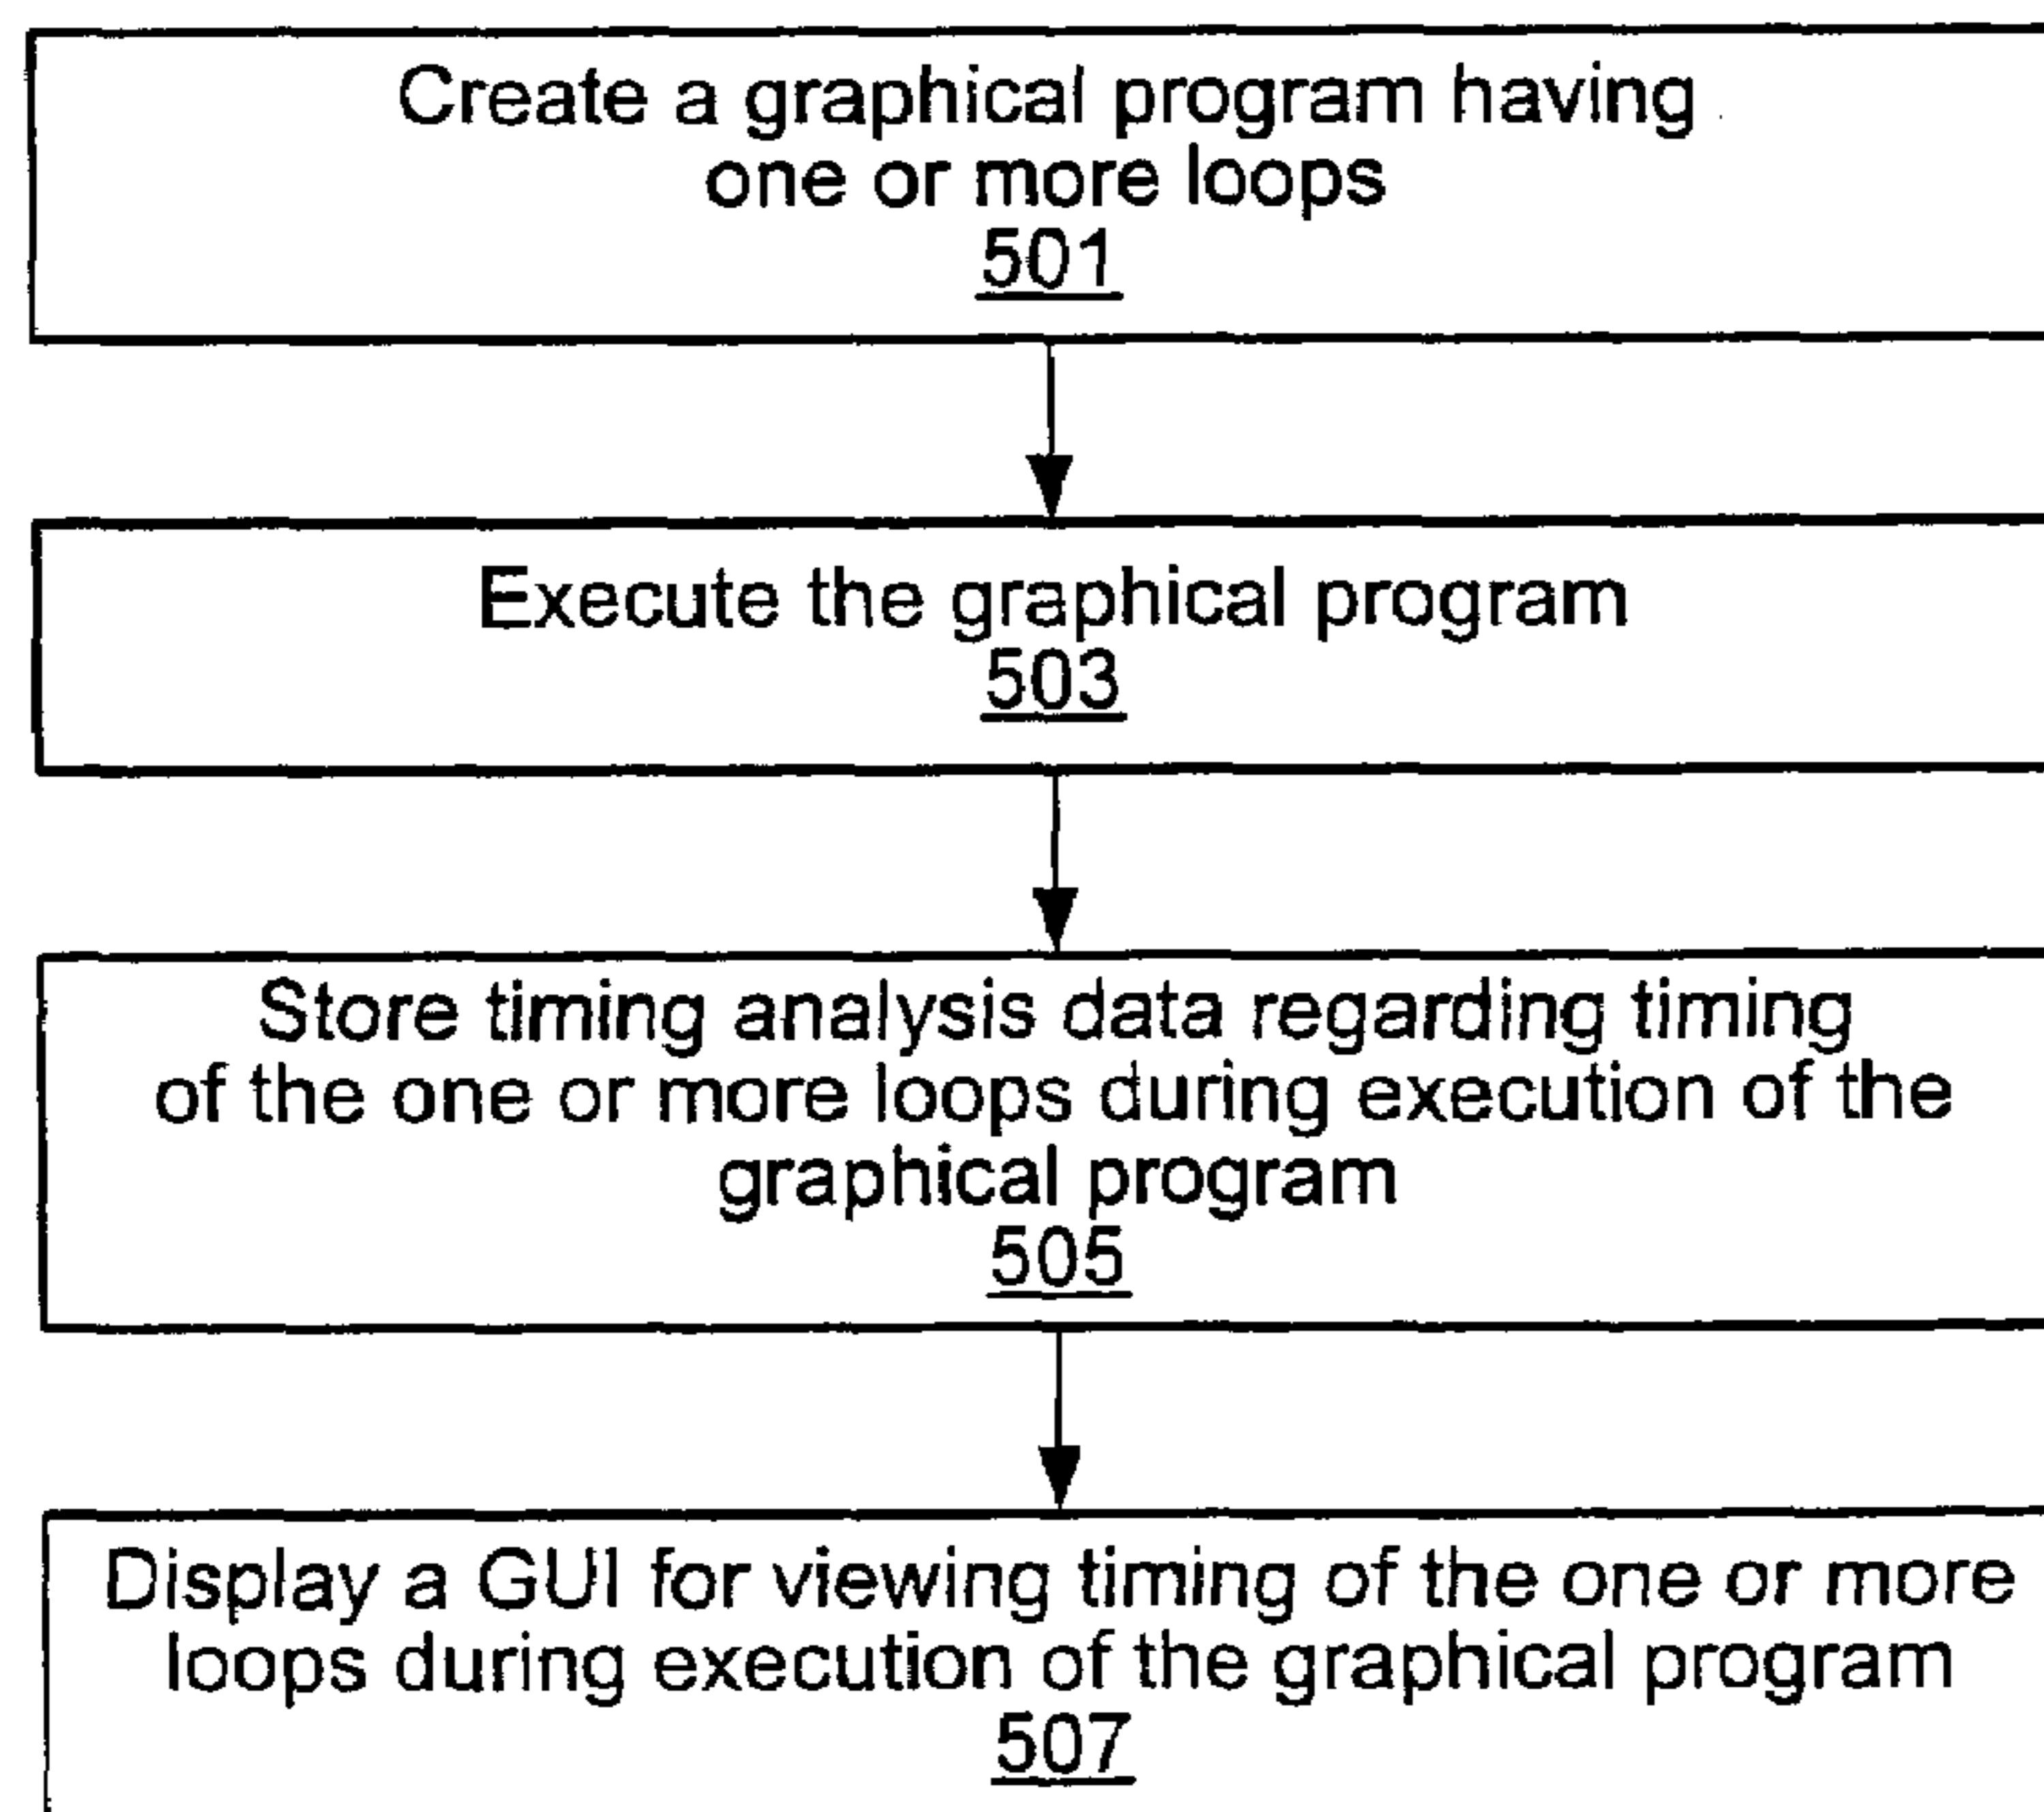 Create a graphical program having
one or more loops
501
Execute the graphical program
503
Store timing analysis data regarding timing
of the one or more loops during execution of the
graphical program
505
Display a GUI for viewing timing of the one or more
loops during execution of the graphical program
507